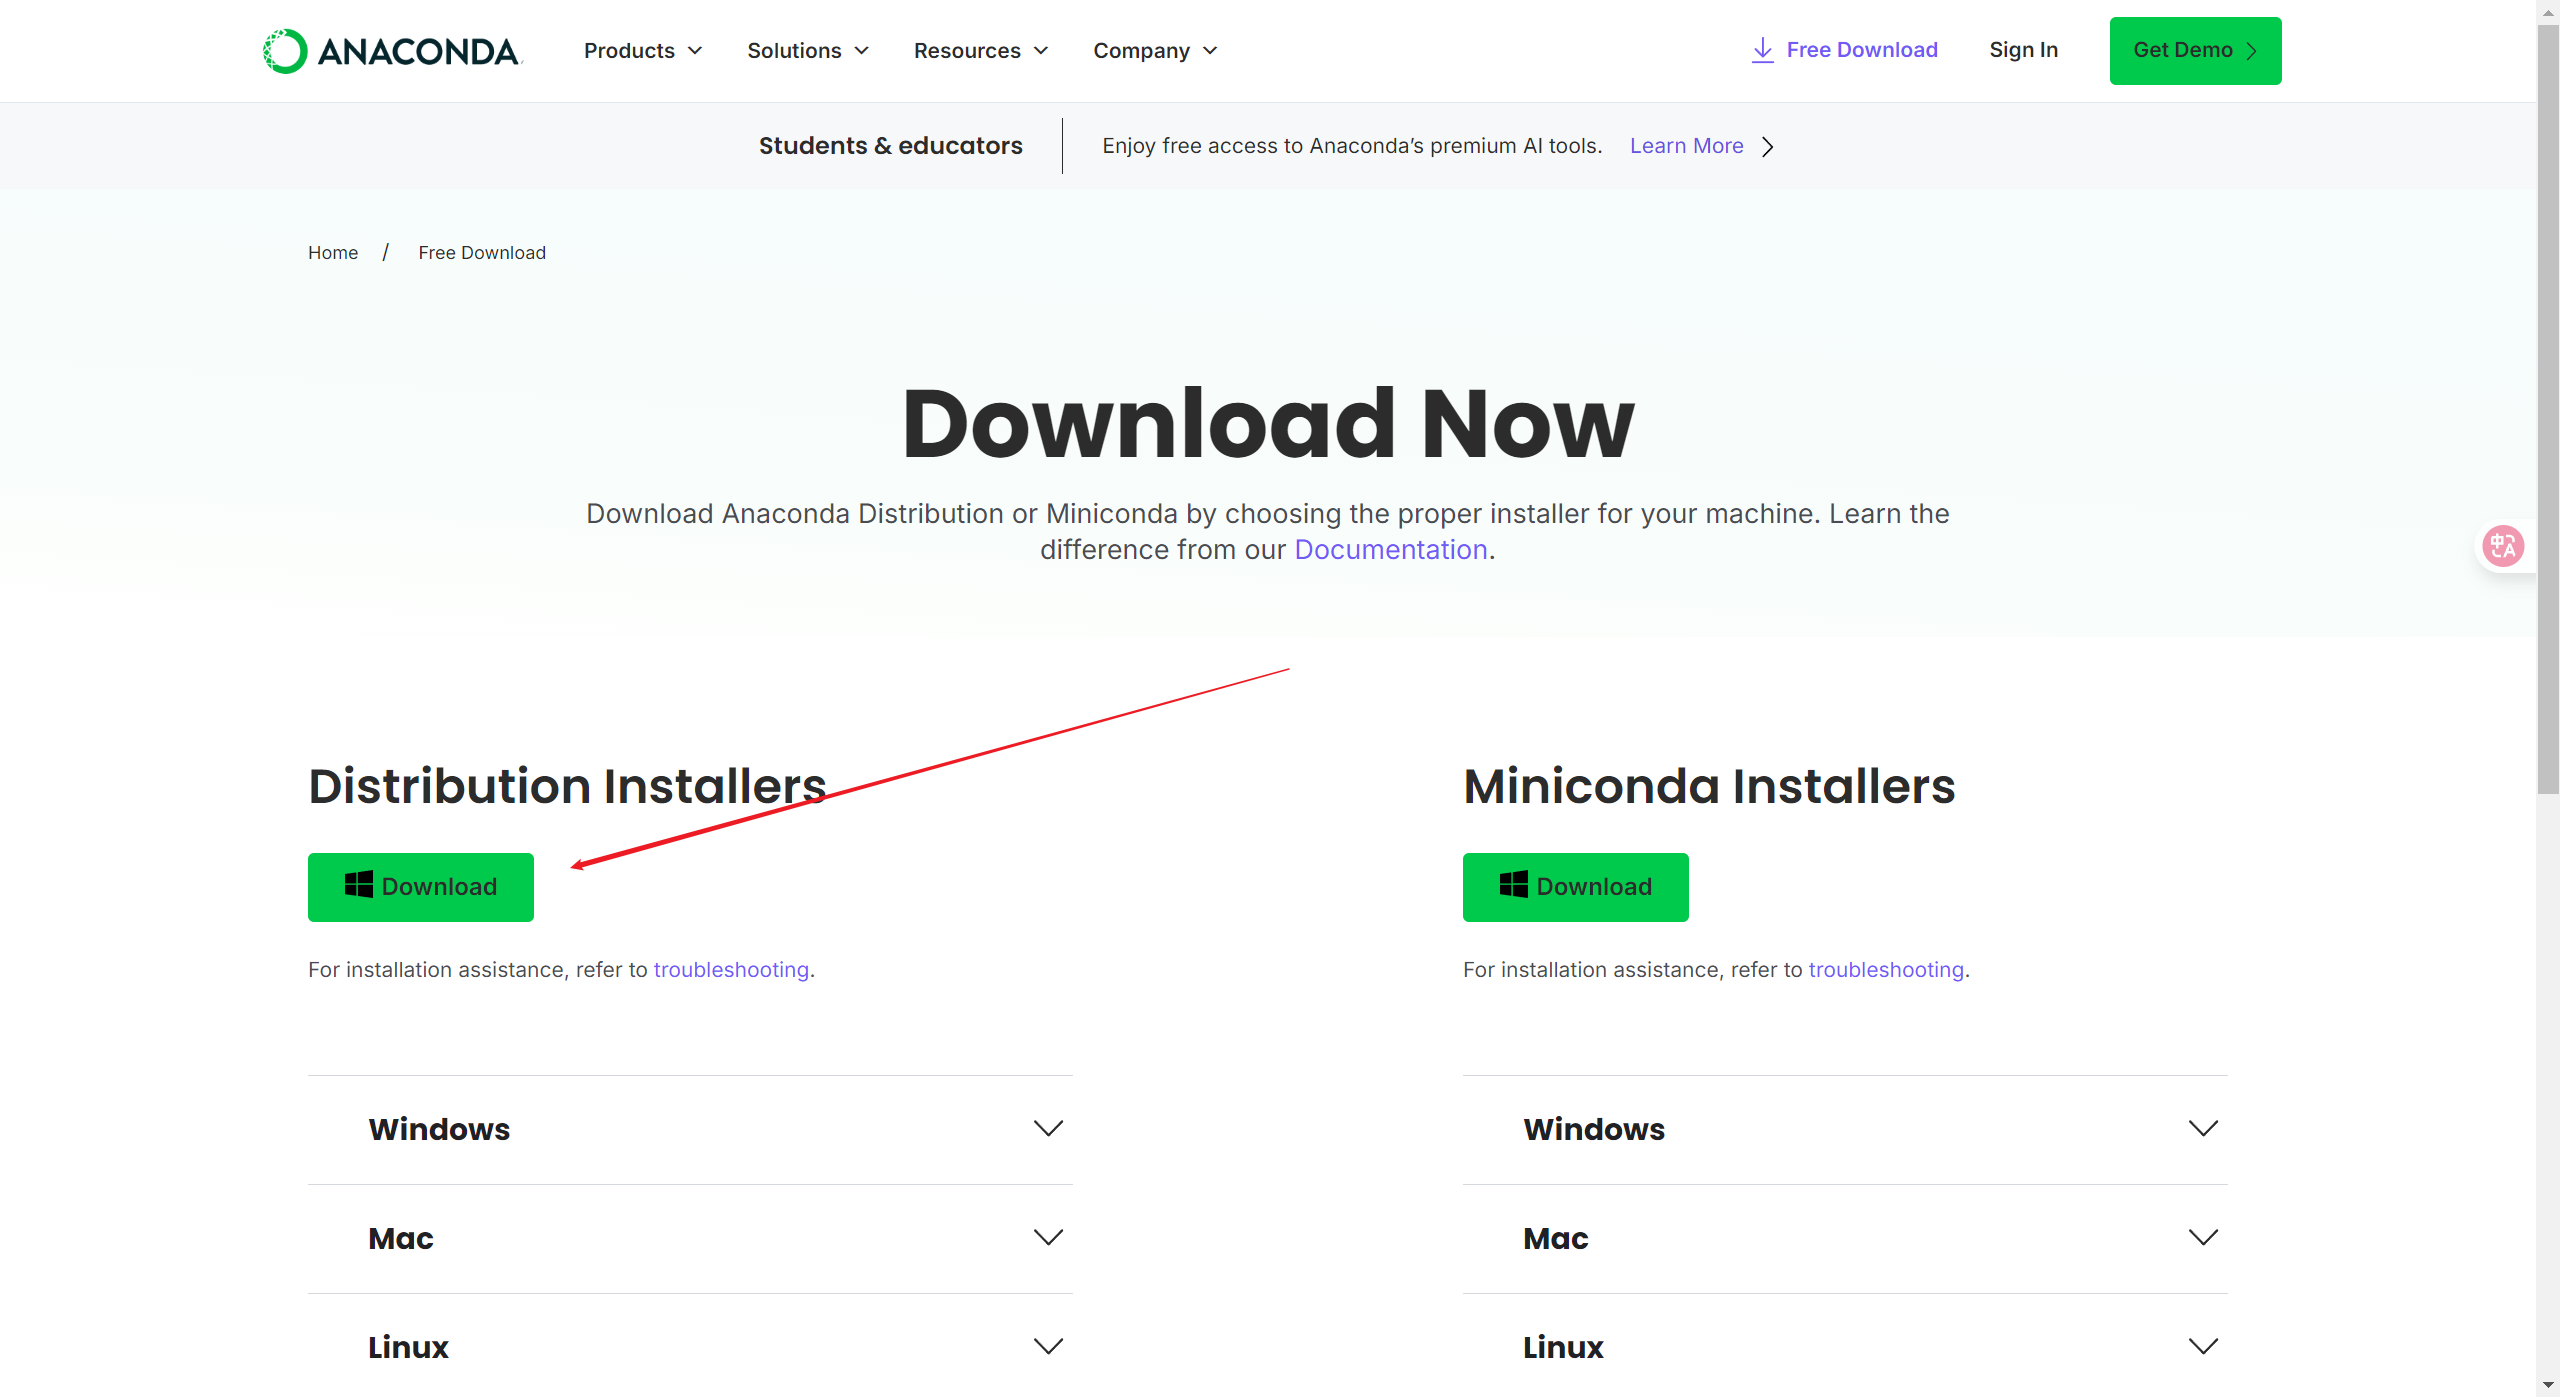 ANACONDA.
Products
Solutions
Resources
Company
Free Download
Sign In
Get Demo
Students & educators
Enjoy free access to Anaconda’s premium AI tools.
Learn More
Home / Free Download
Download Now
Download Anaconda Distribution or Miniconda by choosing the proper installer for your machine. Learn the
difference from our Documentation.
中A
Distribution Installers
Download
For installation assistance, refer to troubleshooting.
Windows
Mac
Linux
Miniconda Installers
Download
For installation assistance, refer to troubleshooting.
Windows
Mac
Linux